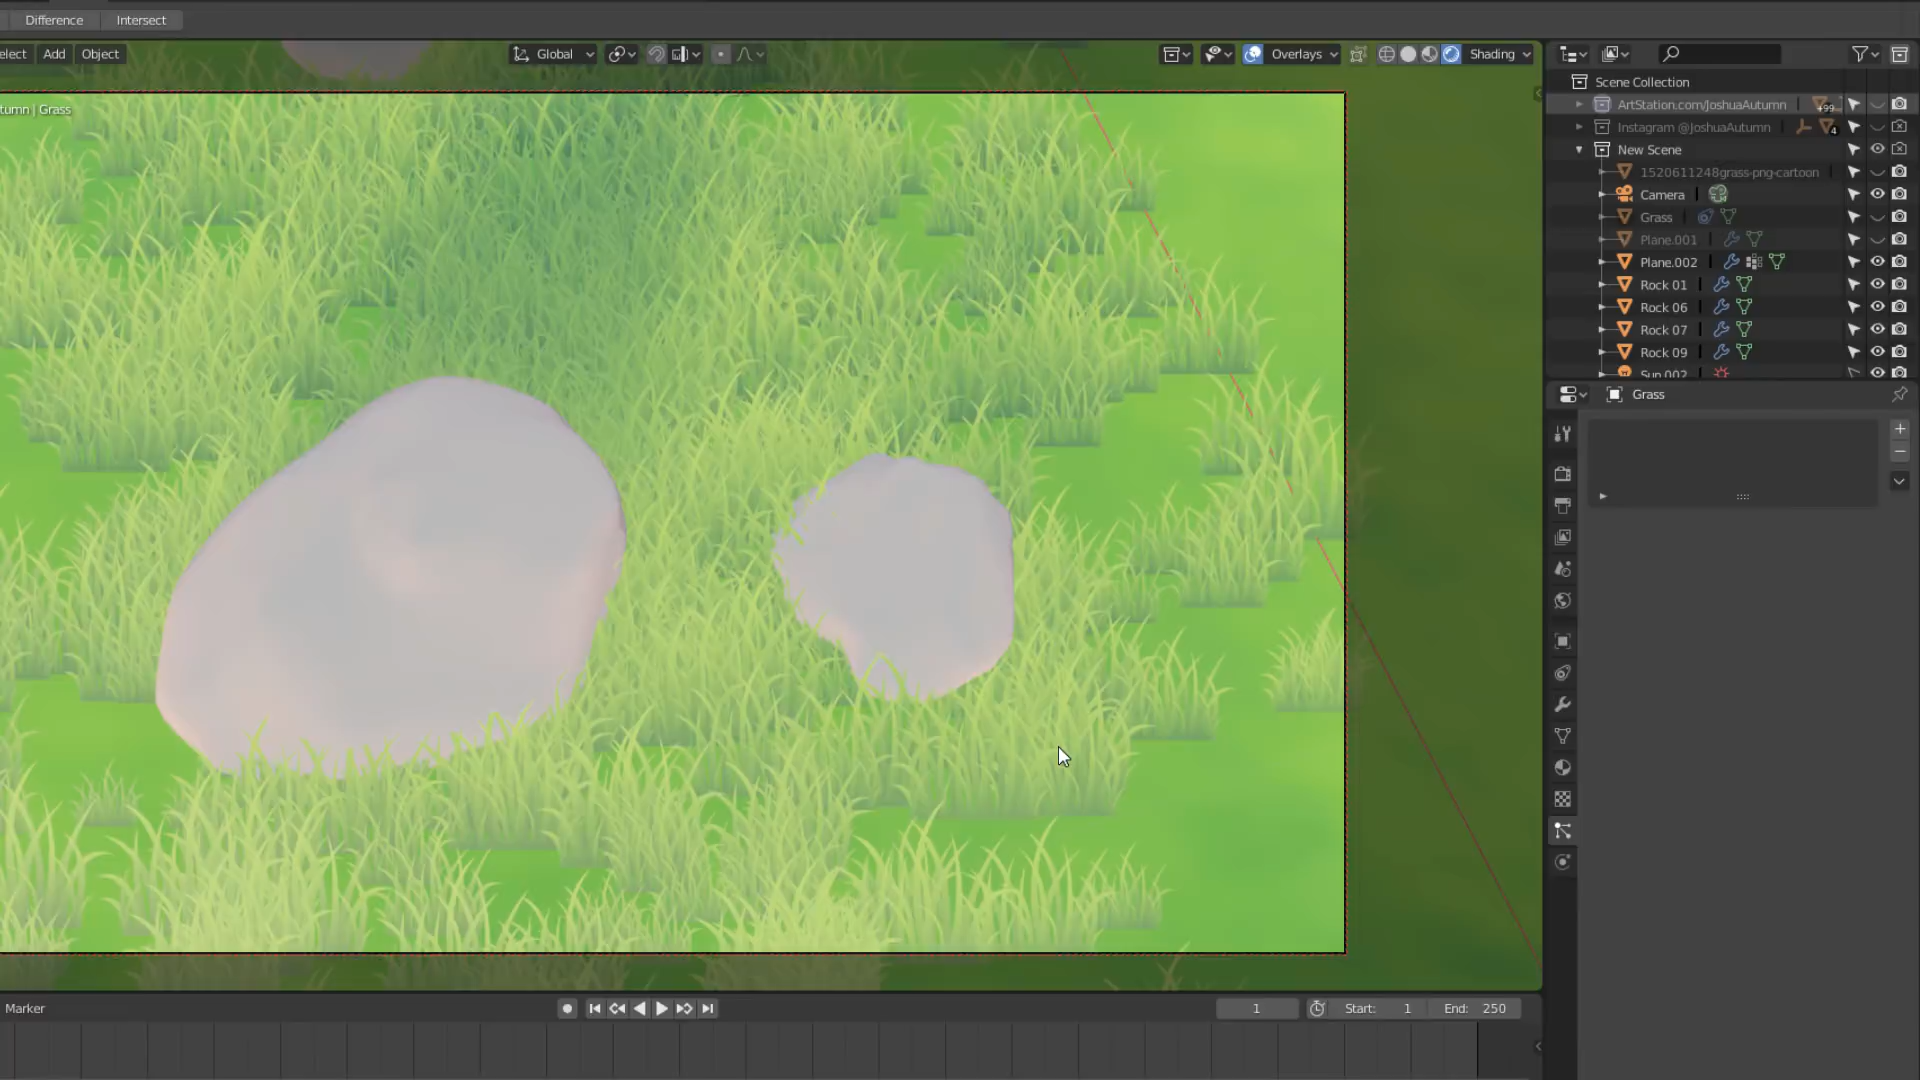 Difference Intersect
elect Add Object Global Overlays Shading
tumn | Grass
Scene Collection
ArtStation.com/JoshuaAutumn +99
Instagram @JoshuaAutumn 4
New Scene
1520611248grass-png-cartoon
Camera
Grass
Plane.001
Plane.002
Rock 01
Rock 06
Rock 07
Rock 09
Sun.002
Grass
Marker 1 Start: 1 End: 250